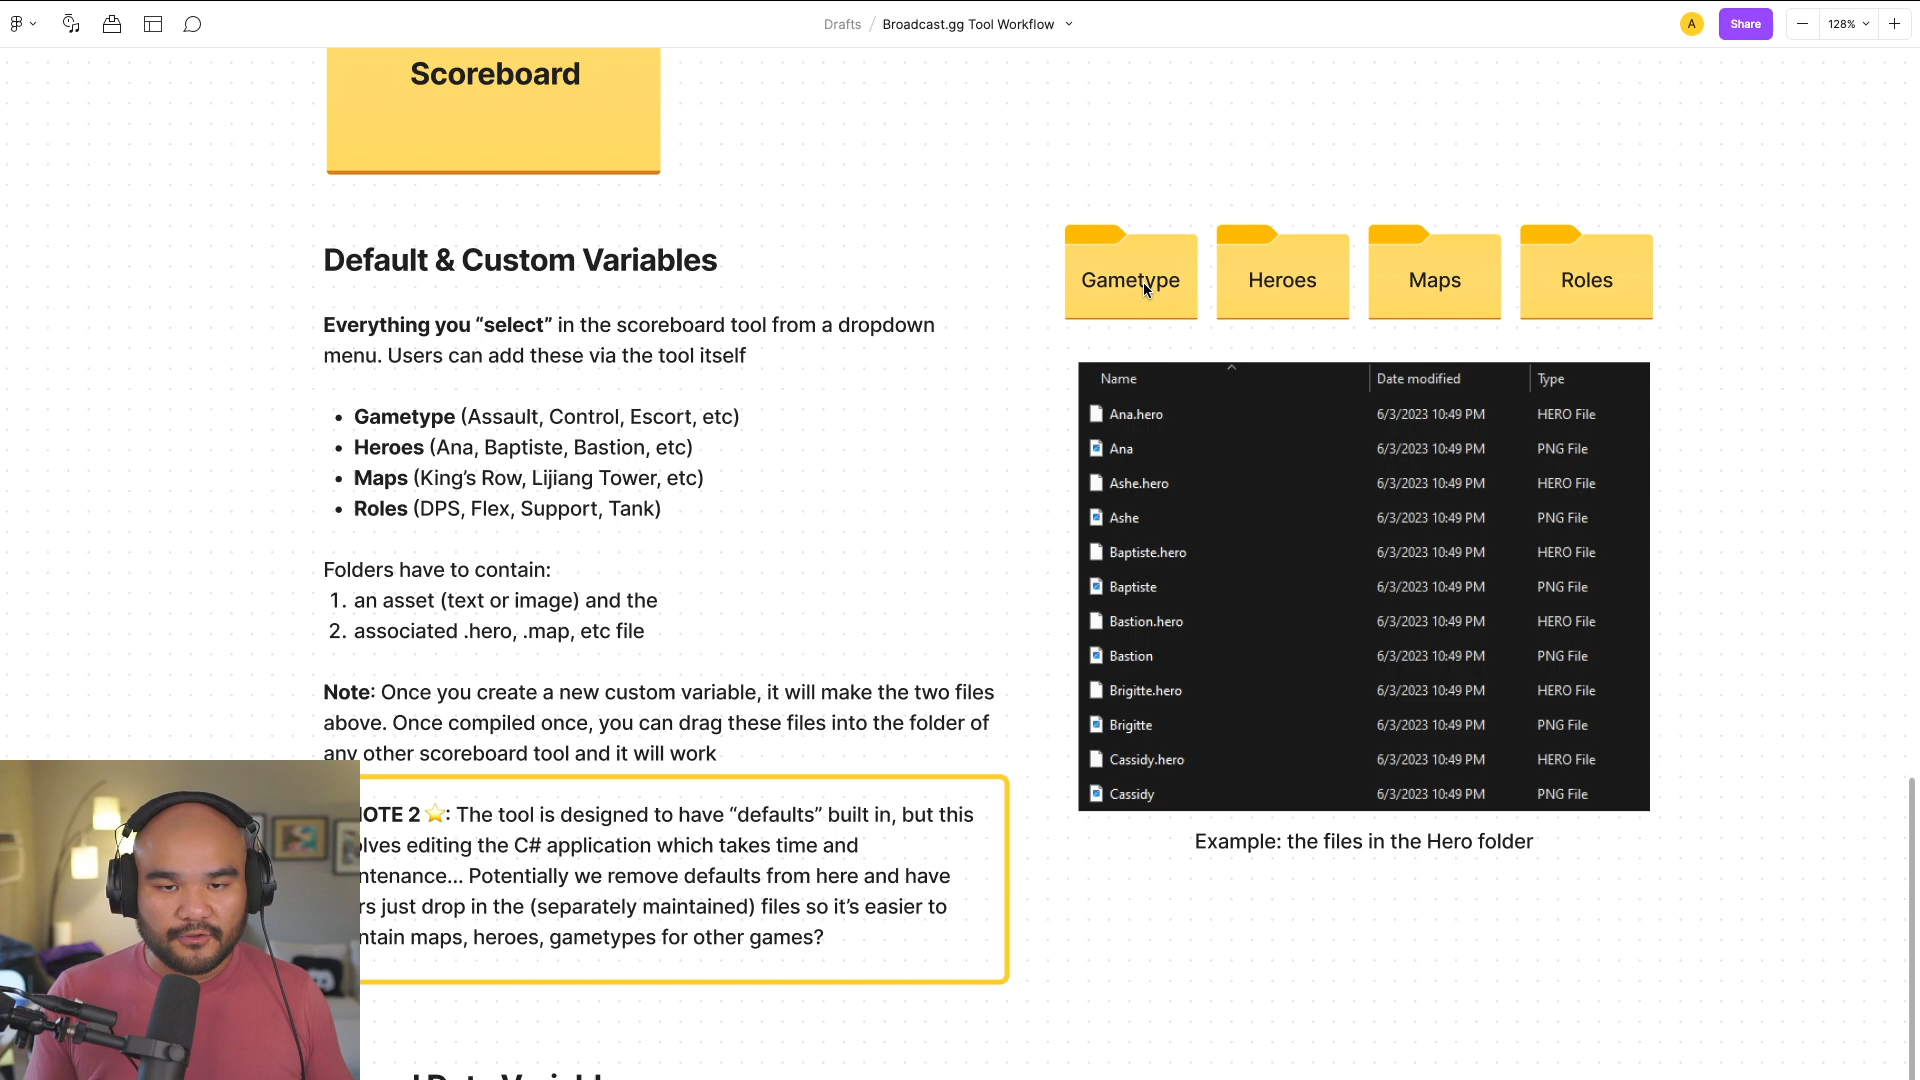 Drafts / Broadcast.gg Tool Workflow
A
Share
128%
Scoreboard
Default & Custom Variables
Everything you “select” in the scoreboard tool from a dropdown
menu. Users can add these via the tool itself
• Gametype (Assault, Control, Escort, etc)
• Heroes (Ana, Baptiste, Bastion, etc)
• Maps (King’s Row, Lijiang Tower, etc)
• Roles (DPS, Flex, Support, Tank)
Folders have to contain:
1. an asset (text or image) and the
2. associated .hero, .map, etc file
Note: Once you create a new custom variable, it will make the two files
above. Once compiled once, you can drag these files into the folder of
any other scoreboard tool and it will work
NOTE 2 ⭐: The tool is designed to have “defaults” built in, but this
editing the C# application which takes time and
Potentially we remove defaults from here and have
just drop in the (separately maintained) files so it’s easier to
maps, heroes, gametypes for other games?
Gametype
Heroes
Maps
Roles
Name Date modified Type
Ana.hero 6/3/2023 10:49 PM HERO File
Ana 6/3/2023 10:49 PM PNG File
Ashe.hero 6/3/2023 10:49 PM HERO File
Ashe 6/3/2023 10:49 PM PNG File
Baptiste.hero 6/3/2023 10:49 PM HERO File
Baptiste 6/3/2023 10:49 PM PNG File
Bastion.hero 6/3/2023 10:49 PM HERO File
Bastion 6/3/2023 10:49 PM PNG File
Brigitte.hero 6/3/2023 10:49 PM HERO File
Brigitte 6/3/2023 10:49 PM PNG File
Cassidy.hero 6/3/2023 10:49 PM HERO File
Cassidy 6/3/2023 10:49 PM PNG File
Example: the files in the Hero folder